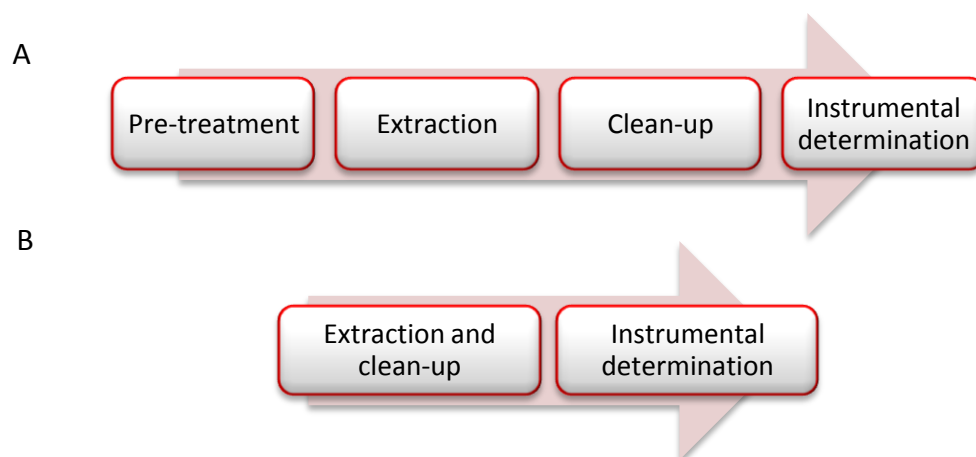 A
Pre-treatment
Extraction
Clean-up
Instrumental
determination
B
Extraction and
clean-up
Instrumental
determination